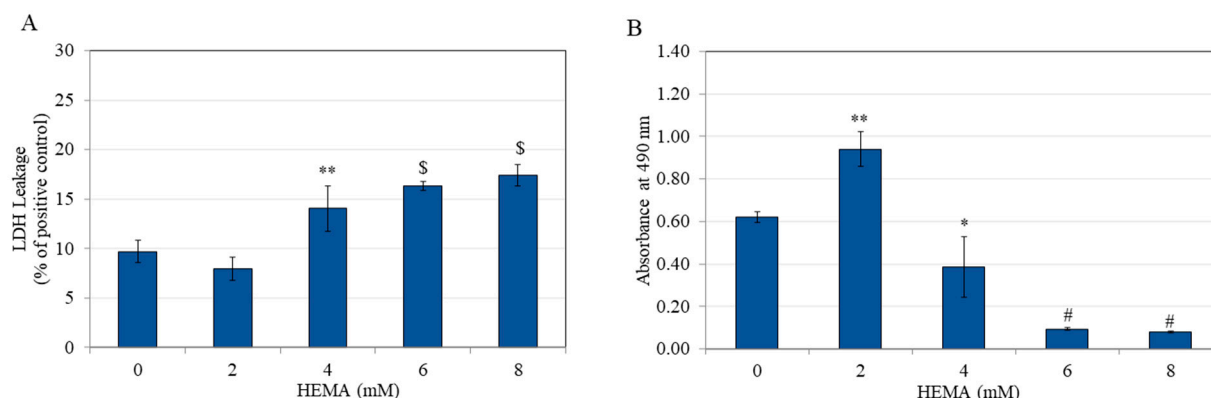 A
LDH Leakage
(% of positive control)
30
25
20
15
10
5
0
**
$
$
0 2 4 6 8
HEMA (mM)
B
Absorbance at 490 nm
1.40
1.20
1.00
0.80
0.60
0.40
0.20
0.00
**
*
#
#
0 2 4 6 8
HEMA (mM)